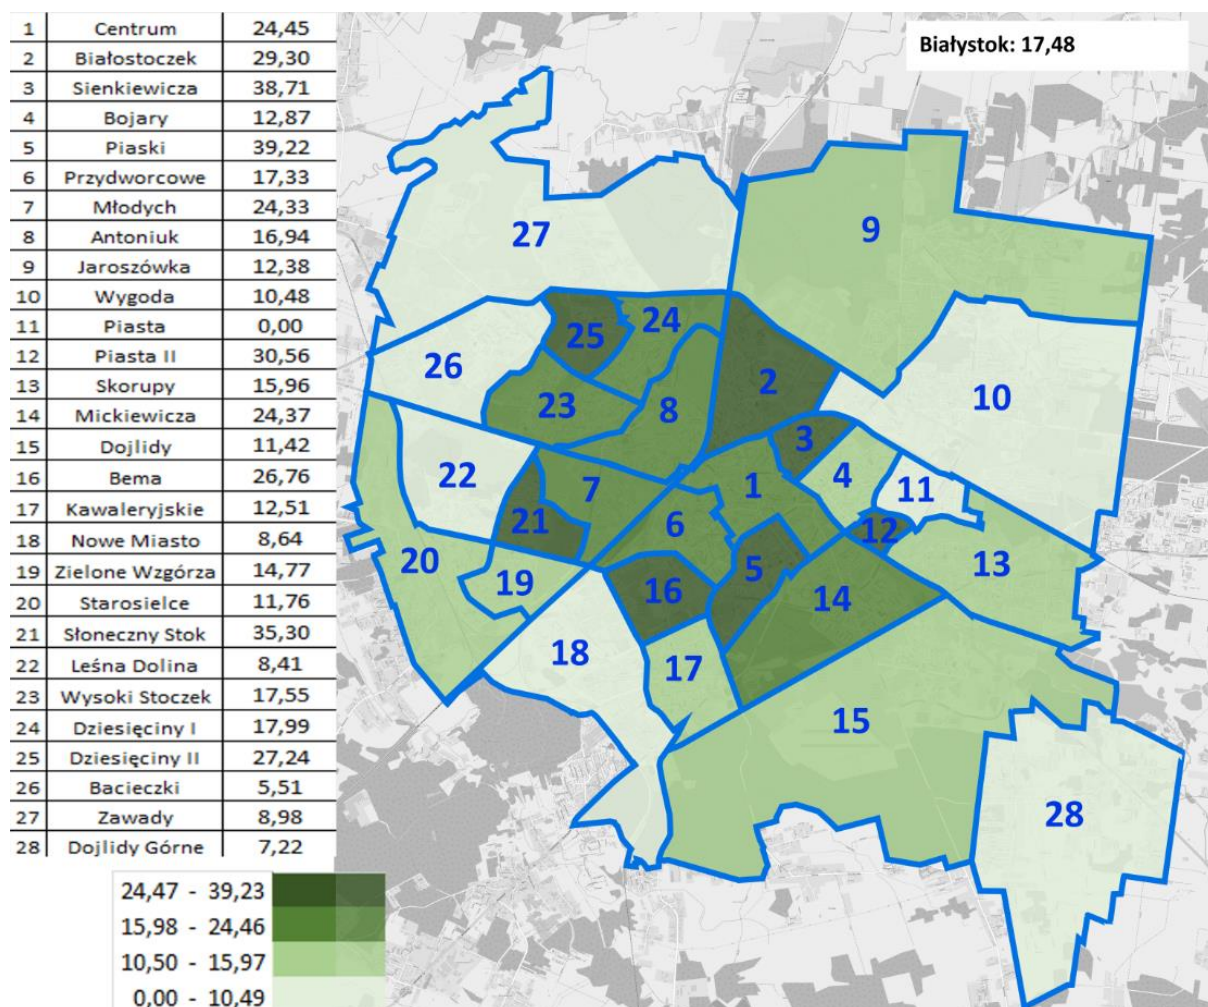 1 Centrum 24,45
2 Białostoczek 29,30
3 Sienkiewicza 38,71
4 Bojary 12,87
5 Piaski 39,22
6 Przydworcowe 17,33
7 Młodych 24,33
8 Antoniuk 16,94
9 Jaroszówka 12,38
10 Wygoda 10,48
11 Piasta 0,00
12 Piasta II 30,56
13 Skorupy 15,96
14 Mickiewicza 24,37
15 Dojlidy 11,42
16 Bema 26,76
17 Kawaleryjskie 12,51
18 Nowe Miasto 8,64
19 Zielone Wzgórza 14,77
20 Starosielce 11,76
21 Słoneczny Stok 35,30
22 Leśna Dolina 8,41
23 Wysoki Stoczek 17,55
24 Dziesięciny I 17,99
25 Dziesięciny II 27,24
26 Bacieczki 5,51
27 Zawady 8,98
28 Dojlidy Górne 7,22
24,47 - 39,23
15,98 - 24,46
10,50 - 15,97
0,00 - 10,49
Białystok: 17,48
27
9
24
25
2
26
10
23
8
3
4
22
1
11
7
21
6
12
20
5
13
19
16
14
18
17
15
28